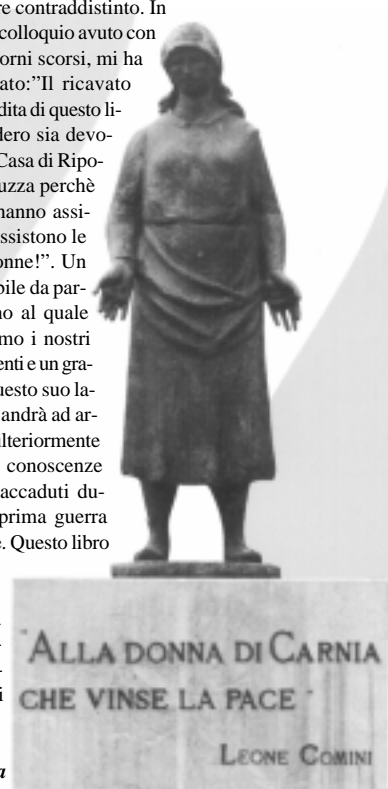 re contraddistinto. In
colloquio avuto con
orni scorsi, mi ha
ato:"Il ricavato
dita di questo li-
dero sia devo-
Casa di Ripo-
uzza perchè
hanno assi-
ssistono le
onne!". Un
bile da par-
no al quale
mo i nostri
enti e un gra-
uesto suo la-
andrà ad ar-
ulteriormente
conoscenze
accaduti du-
prima guerra
e. Questo libro
i
a
"ALLA DONNA DI CARNIA
CHE VINSE LA PACE"
LEONE COMINI